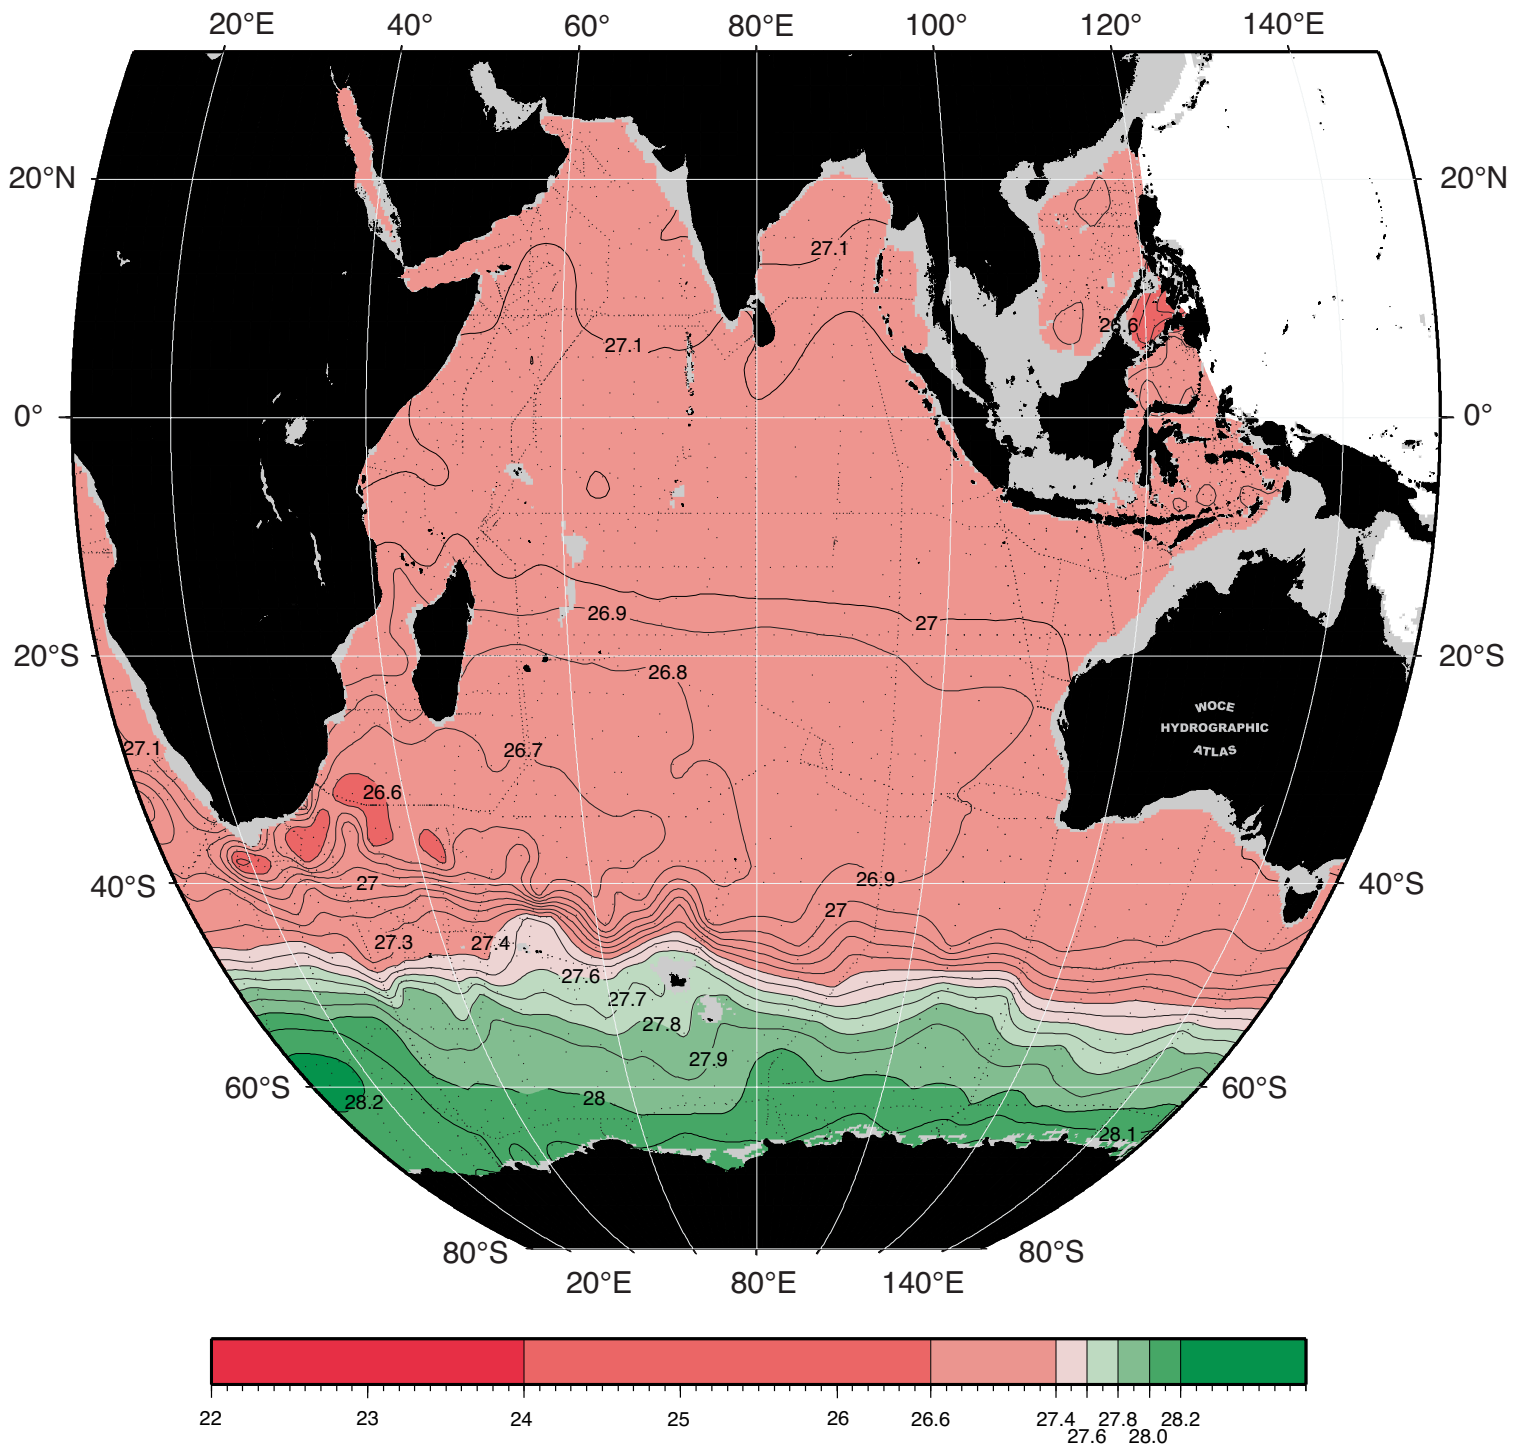 20°E 40° 60° 80°E 100° 120° 140°E
20°N 20°N
27.1
26.6
27.1
0° 0°
26.9
27
20°S 20°S
26.8
WOCE
HYDROGRAPHIC
ATLAS
27.1
26.7
26.6
40°S 27 26.9 40°S
27
27.3 27.4
27.6
27.7
27.8
27.9
60°S 60°S
28.2 28
28.1
80°S 80°S
20°E 80°E 140°E
22 23 24 25 26 26.6 27.4 27.8 28.2
27.6 28.0